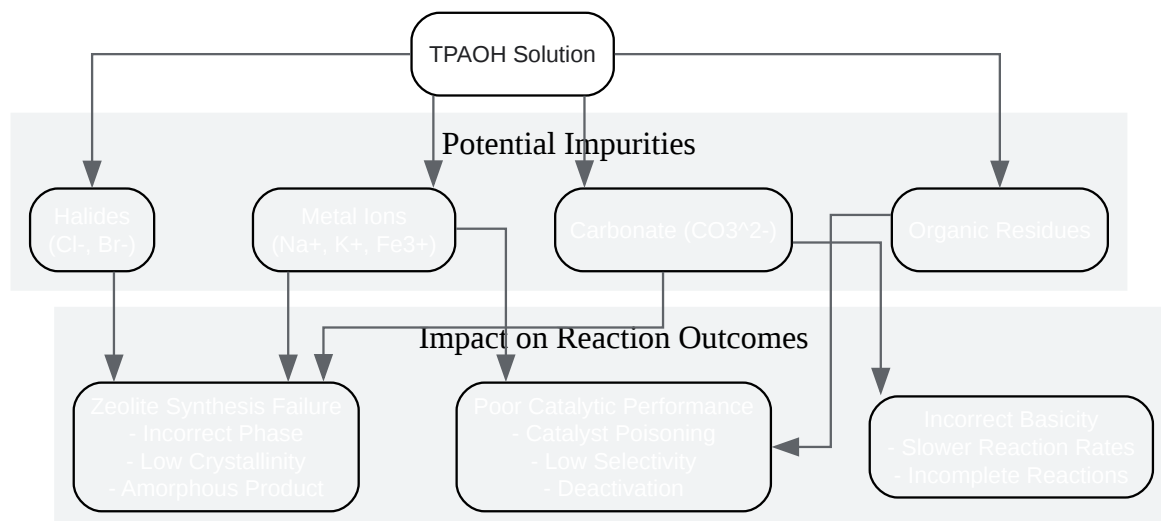 TPAOH Solution
Potential Impurities
Halides
(Cl-, Br-)
Metal Ions
(Na+, K+, Fe3+)
Carbonate (CO3^2-)
Organic Residues
Impact on Reaction Outcomes
Zeolite Synthesis Failure
- Incorrect Phase
- Low Crystallinity
- Amorphous Product
Poor Catalytic Performance
- Catalyst Poisoning
- Low Selectivity
- Deactivation
Incorrect Basicity
- Slower Reaction Rates
- Incomplete Reactions